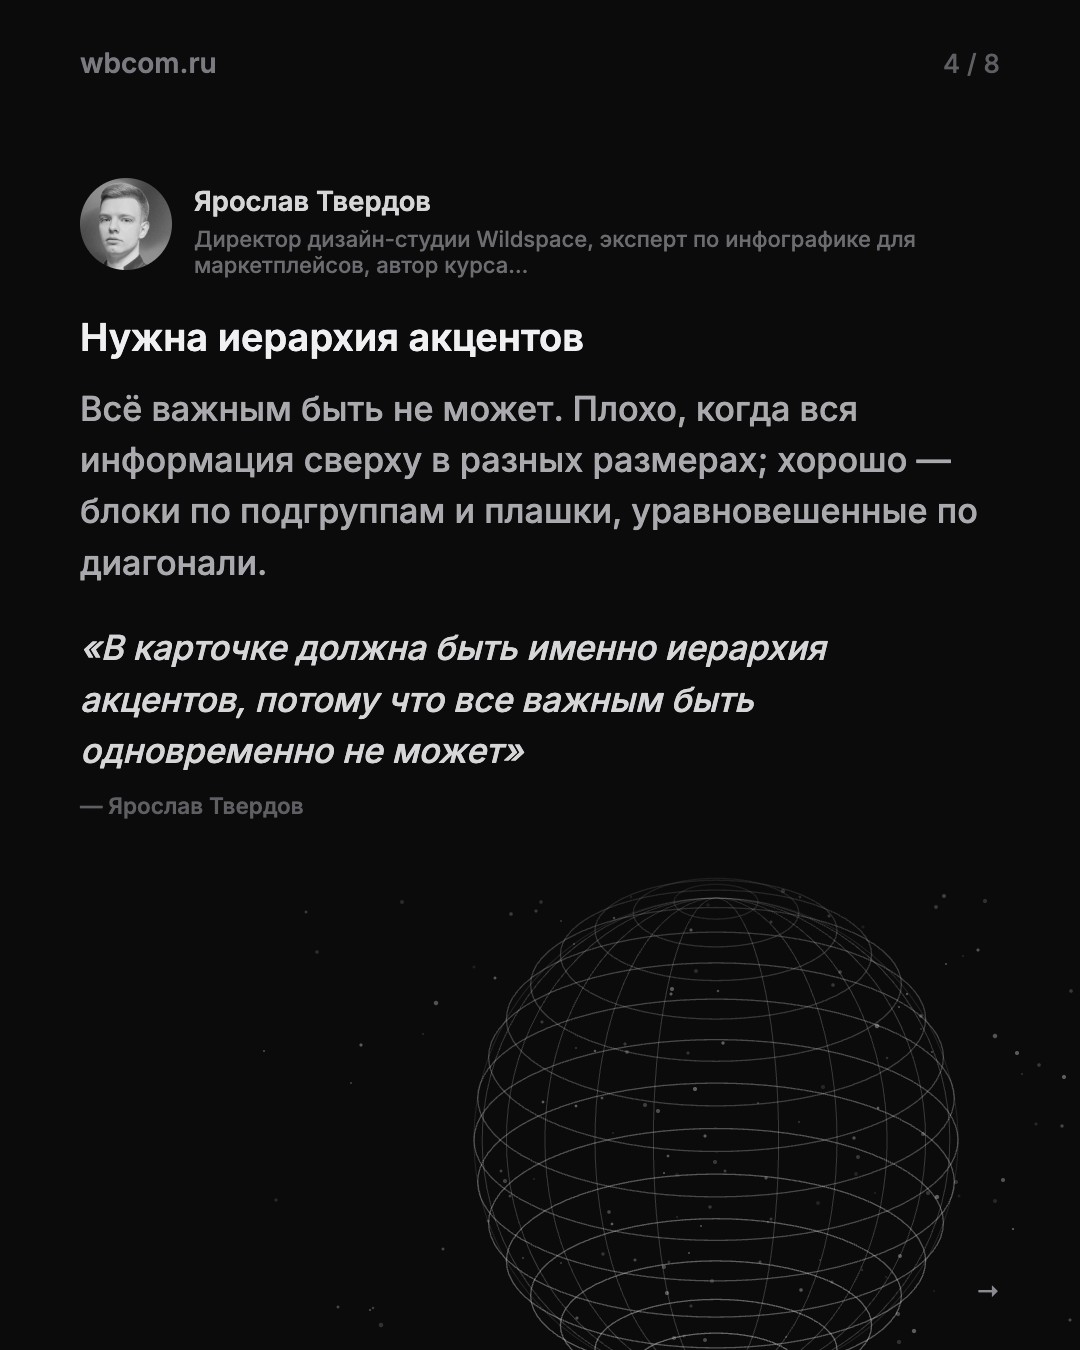 wbcom.ru
4 / 8
Ярослав Твердов
Директор дизайн-студии Wildspace, эксперт по инфографике для
маркетплейсов, автор курса...
Нужна иерархия акцентов
Всё важным быть не может. Плохо, когда вся
информация сверху в разных размерах; хорошо —
блоки по подгруппам и плашки, уравновешенные по
диагонали.
«В карточке должна быть именно иерархия
акцентов, потому что все важным быть
одновременно не может»
— Ярослав Твердов
→